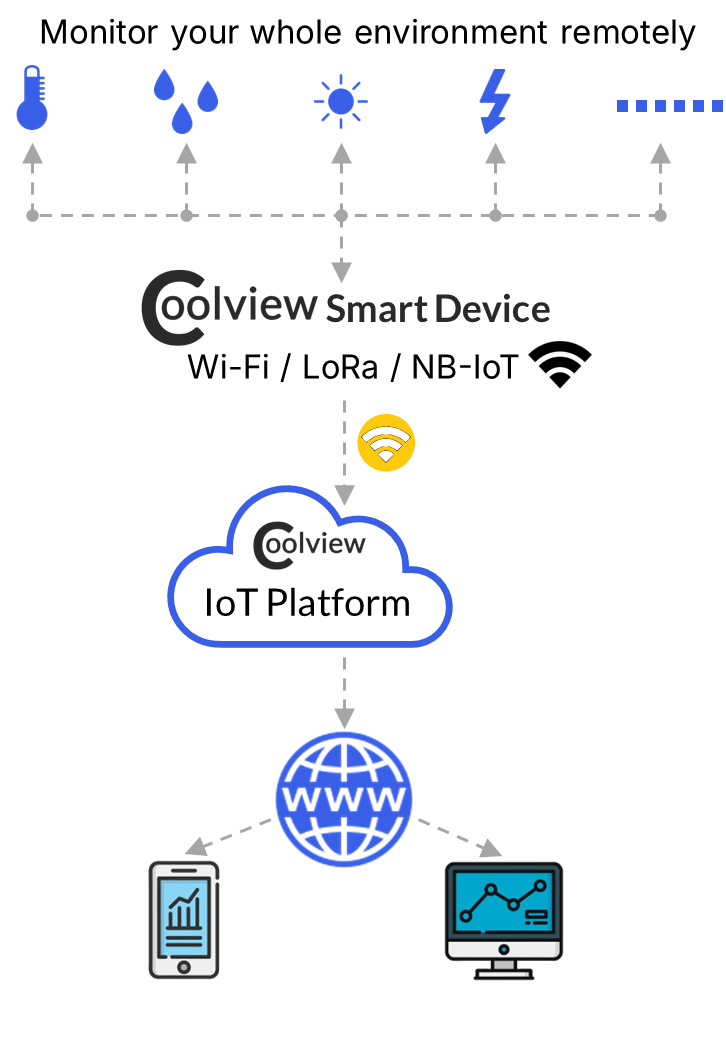 Monitor your whole environment remotely
Coolview Smart Device
Wi-Fi / LoRa / NB-IoT
Coolview
IoT Platform
WWW